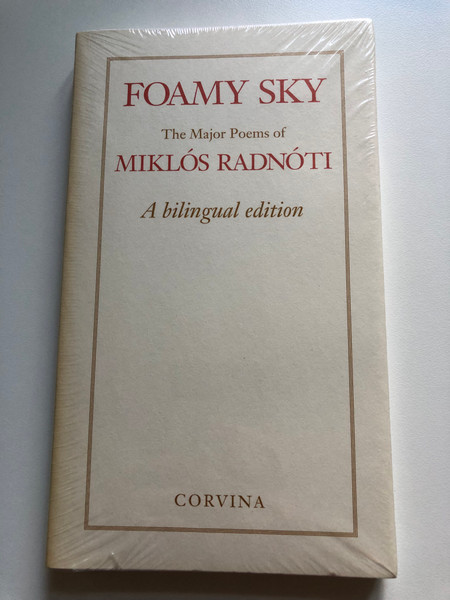 FOAMY SKY
The Major Poems of
MIKLÓS RADNÓTI
A bilingual edition
CORVINA